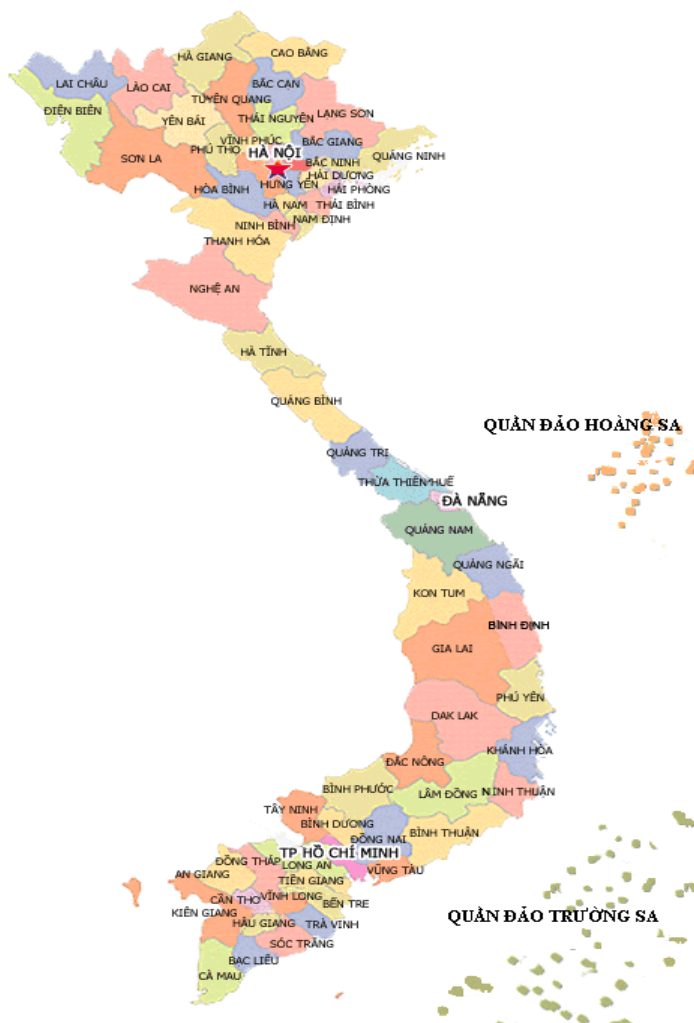 HÀ GIANG
CAO BẰNG
LAI CHÂU
LÀO CAI
BẮC CẠN
ĐIỆN BIÊN
TUYÊN QUANG
YÊN BÁI
THÁI NGUYÊN
LẠNG SƠN
VĨNH PHÚC
BẮC GIANG
PHÚ THỌ
HÀ NỘI
SƠN LA
BẮC NINH
QUẢNG NINH
HẢI DƯƠNG
HƯNG YÊN
HẢI PHÒNG
HÒA BÌNH
HÀ NAM
THÁI BÌNH
NINH BÌNH
NAM ĐỊNH
THANH HÓA
NGHỆ AN
HÀ TĨNH
QUẢNG BÌNH
QUẦN ĐẢO HOÀNG SA
QUẢNG TRỊ
THỪA THIÊN HUẾ
ĐÀ NẴNG
QUẢNG NAM
QUẢNG NGÃI
KON TUM
BÌNH ĐỊNH
GIA LAI
PHÚ YÊN
DAK LAK
KHÁNH HÒA
ĐẮC NÔNG
BÌNH PHƯỚC
LÂM ĐỒNG
NINH THUẬN
TÂY NINH
BÌNH DƯƠNG
ĐỒNG NAI
BÌNH THUẬN
TP HỒ CHÍ MINH
ĐỒNG THÁP
LONG AN
VŨNG TÀU
AN GIANG
TIỀN GIANG
CẦN THƠ
VĨNH LONG
BẾN TRE
KIÊN GIANG
HẬU GIANG
TRÀ VINH
QUẦN ĐẢO TRƯỜNG SA
SÓC TRĂNG
BẠC LIÊU
CÀ MAU